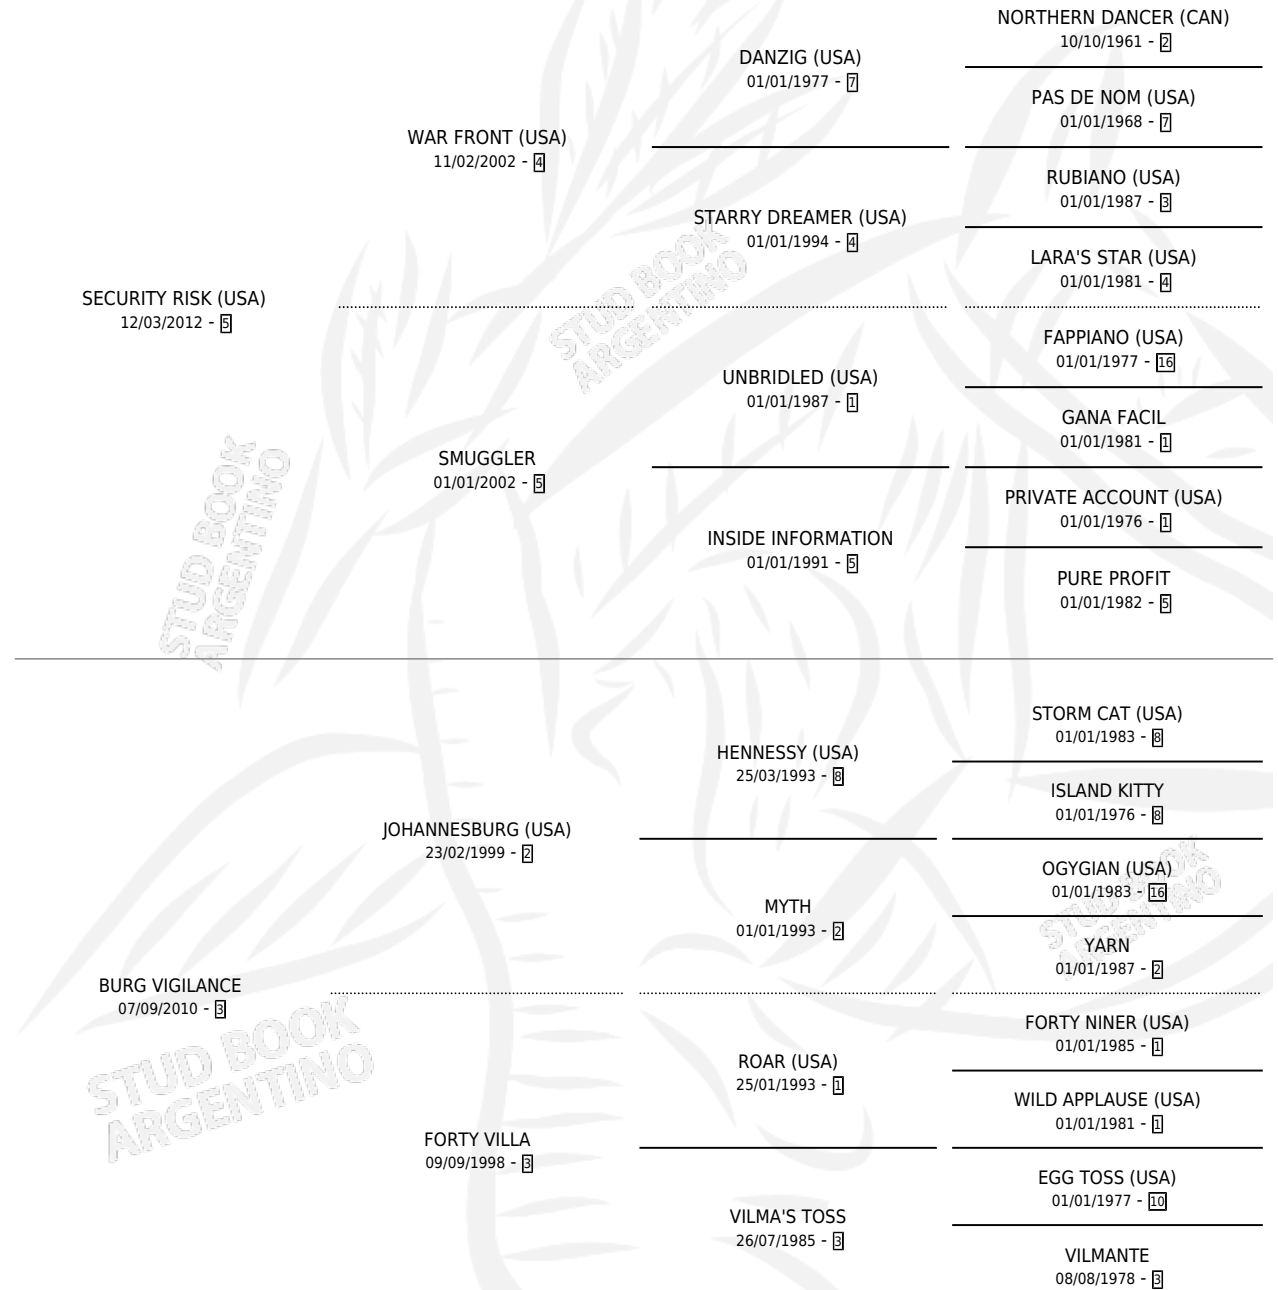 NORTHERN DANCER (CAN)
10/10/1961 - 2
DANZIG (USA)
01/01/1977 - 7
PAS DE NOM (USA)
01/01/1968 - 7
WAR FRONT (USA)
11/02/2002 - 4
RUBIANO (USA)
01/01/1987 - 3
STARRY DREAMER (USA)
01/01/1994 - 4
LARA'S STAR (USA)
01/01/1981 - 4
SECURITY RISK (USA)
12/03/2012 - 5
FAPPIANO (USA)
01/01/1977 - 16
UNBRIDLED (USA)
01/01/1987 - 1
GANA FACIL
01/01/1981 - 1
SMUGGLER
01/01/2002 - 5
PRIVATE ACCOUNT (USA)
01/01/1976 - 1
INSIDE INFORMATION
01/01/1991 - 5
PURE PROFIT
01/01/1982 - 5
STORM CAT (USA)
01/01/1983 - 8
HENNESSY (USA)
25/03/1993 - 8
ISLAND KITTY
01/01/1976 - 8
JOHANNESBURG (USA)
23/02/1999 - 2
OGYGIAN (USA)
01/01/1983 - 16
MYTH
01/01/1993 - 2
YARN
01/01/1987 - 2
BURG VIGILANCE
07/09/2010 - 3
FORTY NINER (USA)
01/01/1985 - 1
ROAR (USA)
25/01/1993 - 1
WILD APPLAUSE (USA)
01/01/1981 - 1
FORTY VILLA
09/09/1998 - 3
EGG TOSS (USA)
01/01/1977 - 10
VILMA'S TOSS
26/07/1985 - 3
VILMANTE
08/08/1978 - 3
STUD BOOK
ARGENTINO
STUD BOOK
ARGENTINO
STUD BOOK
ARGENTINO
STUD BOOK
ARGENTINO